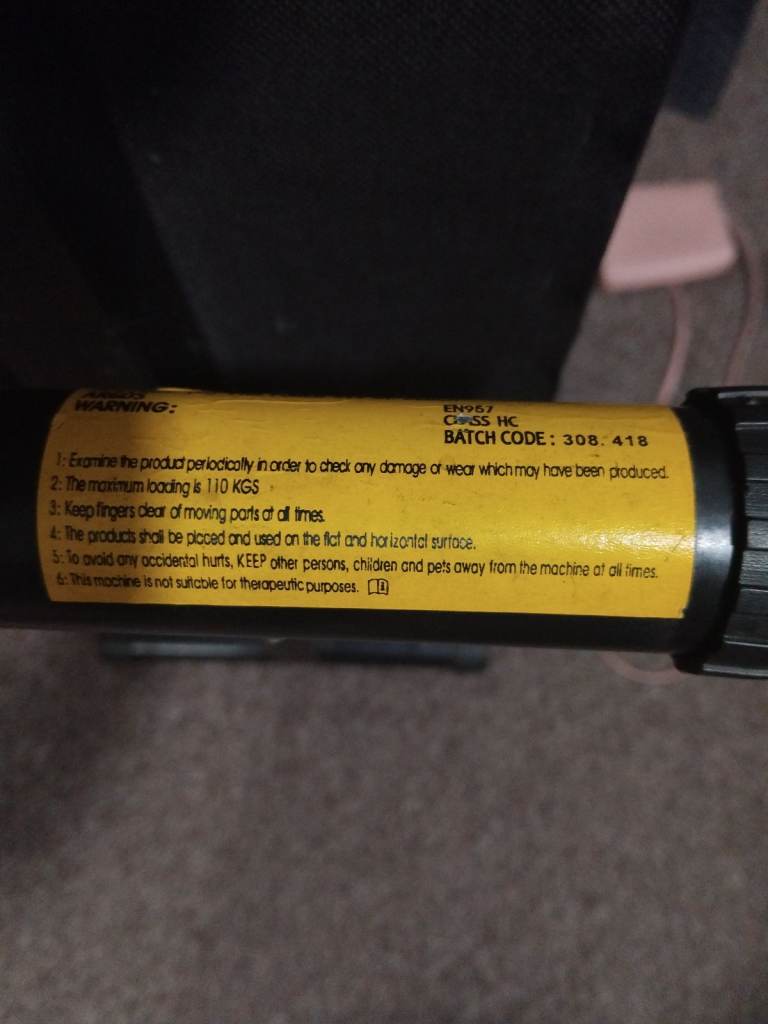 ARGOS
WARNING:
EN957
CLASS HC
BATCH CODE : 308. 418
1: Examine the product periodically in order to check any damage or wear which may have been produced.
2: The maximum loading is 110 KGS
3: Keep fingers clear of moving parts at all times.
4: The products shall be placed and used on the flat and horizontal surface.
5: To avoid any accidental hurts, KEEP other persons, children and pets away from the machine at all times.
6: This machine is not suitable for therapeutic purposes.